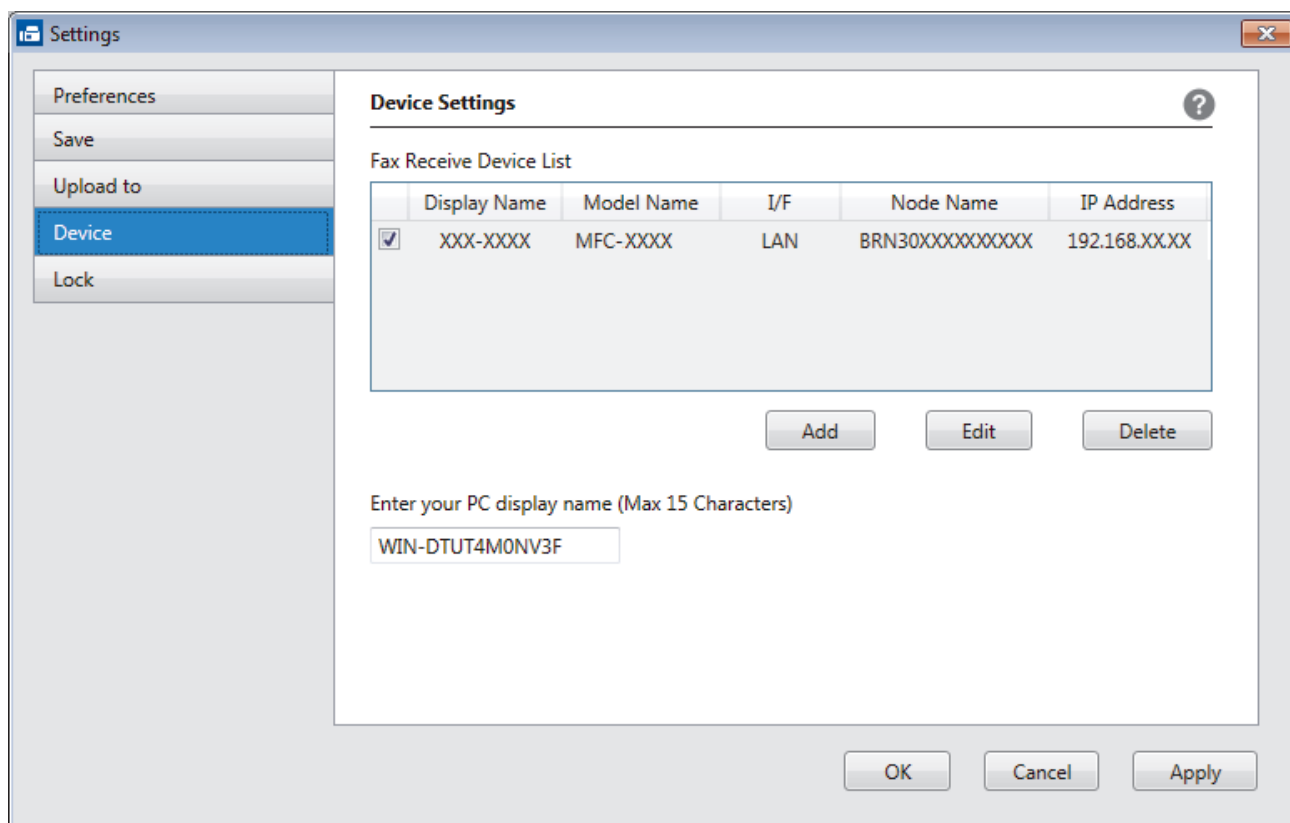 Settings
Preferences
Save
Upload to
Device
Lock
Device Settings
?
Fax Receive Device List
Display Name Model Name I/F Node Name IP Address
XXX-XXXX MFC-XXXX LAN BRN30XXXXXXXXXX 192.168.XX.XX
Add Edit Delete
Enter your PC display name (Max 15 Characters)
WIN-DTUT4M0NV3F
OK Cancel Apply